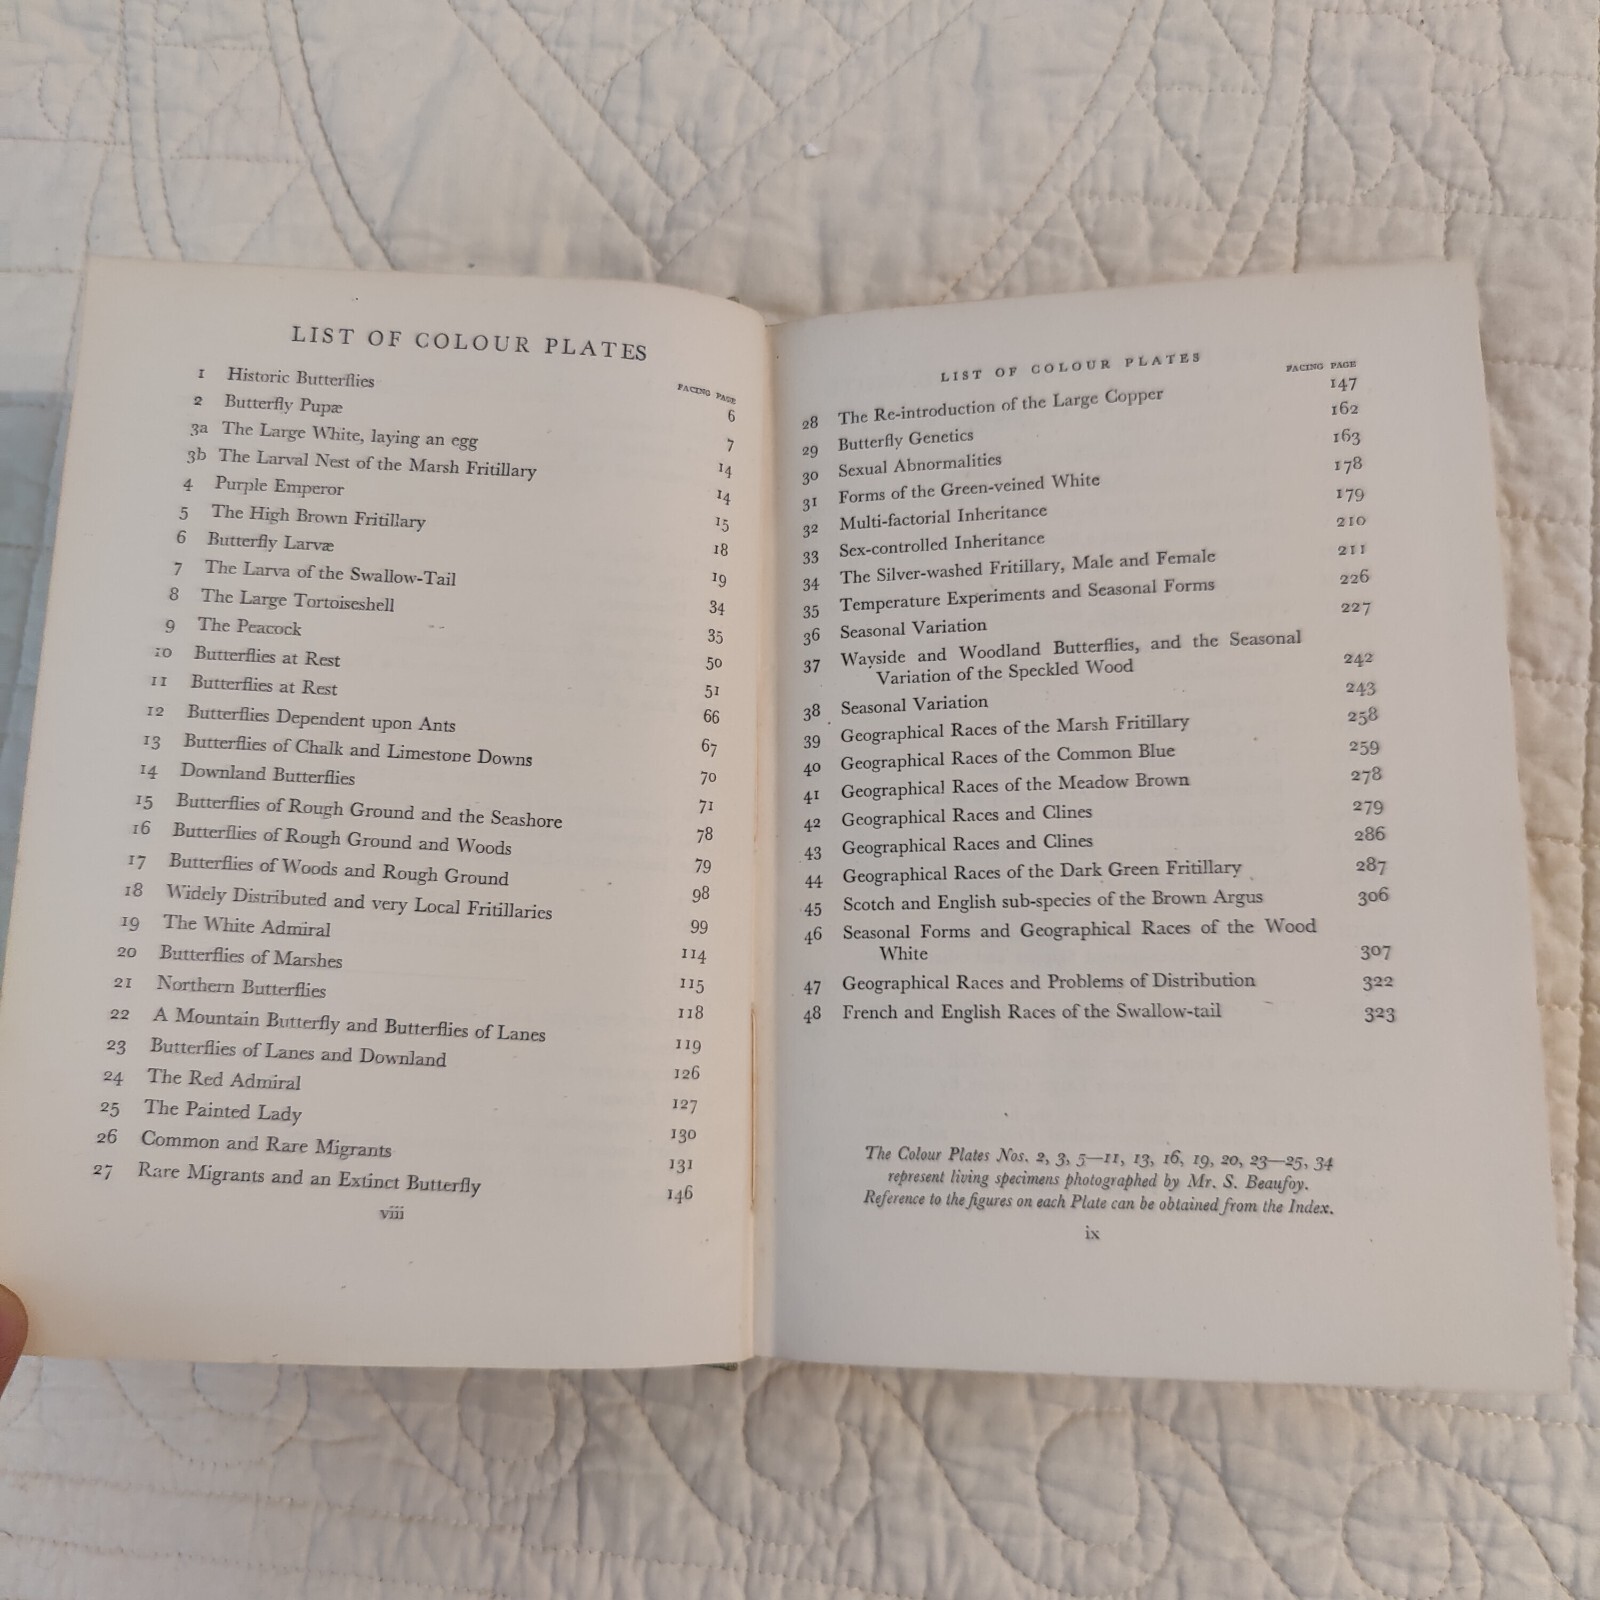 LIST OF COLOUR PLATES
FACING PAGE
1 Historic Butterflies 6
2 Butterfly Pupæ 7
3a The Large White, laying an egg 14
3b The Larval Nest of the Marsh Fritillary 14
4 Purple Emperor 15
5 The High Brown Fritillary 18
6 Butterfly Larvæ 19
7 The Larva of the Swallow-Tail 34
8 The Large Tortoiseshell 35
9 The Peacock 50
10 Butterflies at Rest 51
11 Butterflies at Rest 66
12 Butterflies Dependent upon Ants 67
13 Butterflies of Chalk and Limestone Downs 70
14 Downland Butterflies 71
15 Butterflies of Rough Ground and the Seashore 78
16 Butterflies of Rough Ground and Woods 79
17 Butterflies of Woods and Rough Ground 98
18 Widely Distributed and very Local Fritillaries 99
19 The White Admiral 114
20 Butterflies of Marshes 115
21 Northern Butterflies 118
22 A Mountain Butterfly and Butterflies of Lanes 119
23 Butterflies of Lanes and Downland 126
24 The Red Admiral 127
25 The Painted Lady 130
26 Common and Rare Migrants 131
27 Rare Migrants and an Extinct Butterfly 146
viii
LIST OF COLOUR PLATES
FACING PAGE
28 The Re-introduction of the Large Copper 147
29 Butterfly Genetics 162
30 Sexual Abnormalities 163
31 Forms of the Green-veined White 178
32 Multi-factorial Inheritance 179
33 Sex-controlled Inheritance 210
34 The Silver-washed Fritillary, Male and Female 211
35 Temperature Experiments and Seasonal Forms 226
36 Seasonal Variation 227
37 Wayside and Woodland Butterflies, and the Seasonal
Variation of the Speckled Wood 242
38 Seasonal Variation 243
39 Geographical Races of the Marsh Fritillary 258
40 Geographical Races of the Common Blue 259
41 Geographical Races of the Meadow Brown 278
42 Geographical Races and Clines 279
43 Geographical Races and Clines 286
44 Geographical Races of the Dark Green Fritillary 287
45 Scotch and English sub-species of the Brown Argus 306
46 Seasonal Forms and Geographical Races of the Wood
White 307
47 Geographical Races and Problems of Distribution 322
48 French and English Races of the Swallow-tail 323
The Colour Plates Nos. 2, 3, 5—11, 13, 16, 19, 20, 23—25, 34
represent living specimens photographed by Mr. S. Beaufoy.
Reference to the figures on each Plate can be obtained from the Index.
ix